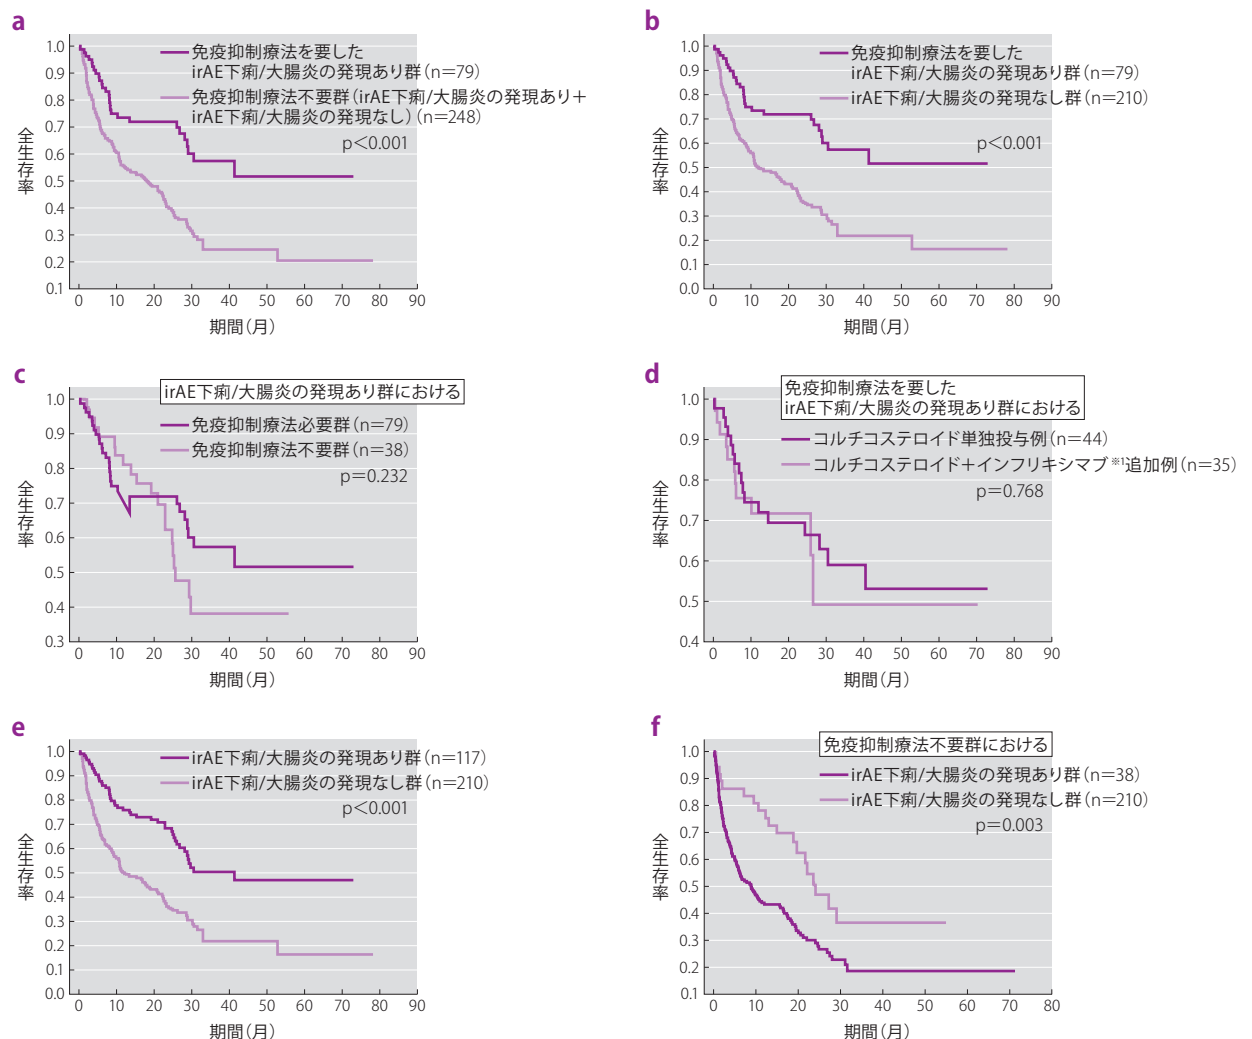 a
1.0
0.9
0.8
0.7
0.6
0.5
0.4
0.3
0.2
0.1
全生存率
免疫抑制療法を要した
irAE下痢/大腸炎の発現あり群(n=79)
免疫抑制療法不要群(irAE下痢/大腸炎の発現あり+
irAE下痢/大腸炎の発現なし)(n=248)
p<0.001
0 10 20 30 40 50 60 70 80 90
期間(月)
b
1.0
0.9
0.8
0.7
0.6
0.5
0.4
0.3
0.2
0.1
0.0
全生存率
免疫抑制療法を要した
irAE下痢/大腸炎の発現あり群(n=79)
irAE下痢/大腸炎の発現なし群(n=210)
p<0.001
0 10 20 30 40 50 60 70 80 90
期間(月)
c
irAE下痢/大腸炎の発現あり群における
1.0
0.9
0.8
0.7
0.6
0.5
0.4
0.3
全生存率
免疫抑制療法必要群(n=79)
免疫抑制療法不要群(n=38)
p=0.232
0 10 20 30 40 50 60 70 80 90
期間(月)
d
免疫抑制療法を要した
irAE下痢/大腸炎の発現あり群における
1.0
0.9
0.8
0.7
0.6
0.5
0.4
全生存率
コルチコステロイド単独投与例(n=44)
コルチコステロイド+インフリキシマブ※1追加例(n=35)
p=0.768
0 10 20 30 40 50 60 70 80 90
期間(月)
e
1.0
0.9
0.8
0.7
0.6
0.5
0.4
0.3
0.2
0.1
0.0
全生存率
irAE下痢/大腸炎の発現あり群(n=117)
irAE下痢/大腸炎の発現なし群(n=210)
p<0.001
0 10 20 30 40 50 60 70 80 90
期間(月)
f
免疫抑制療法不要群における
1.0
0.9
0.8
0.7
0.6
0.5
0.4
0.3
0.2
0.1
全生存率
irAE下痢/大腸炎の発現あり群(n=38)
irAE下痢/大腸炎の発現なし群(n=210)
p=0.003
0 10 20 30 40 50 60 70 80
期間(月)